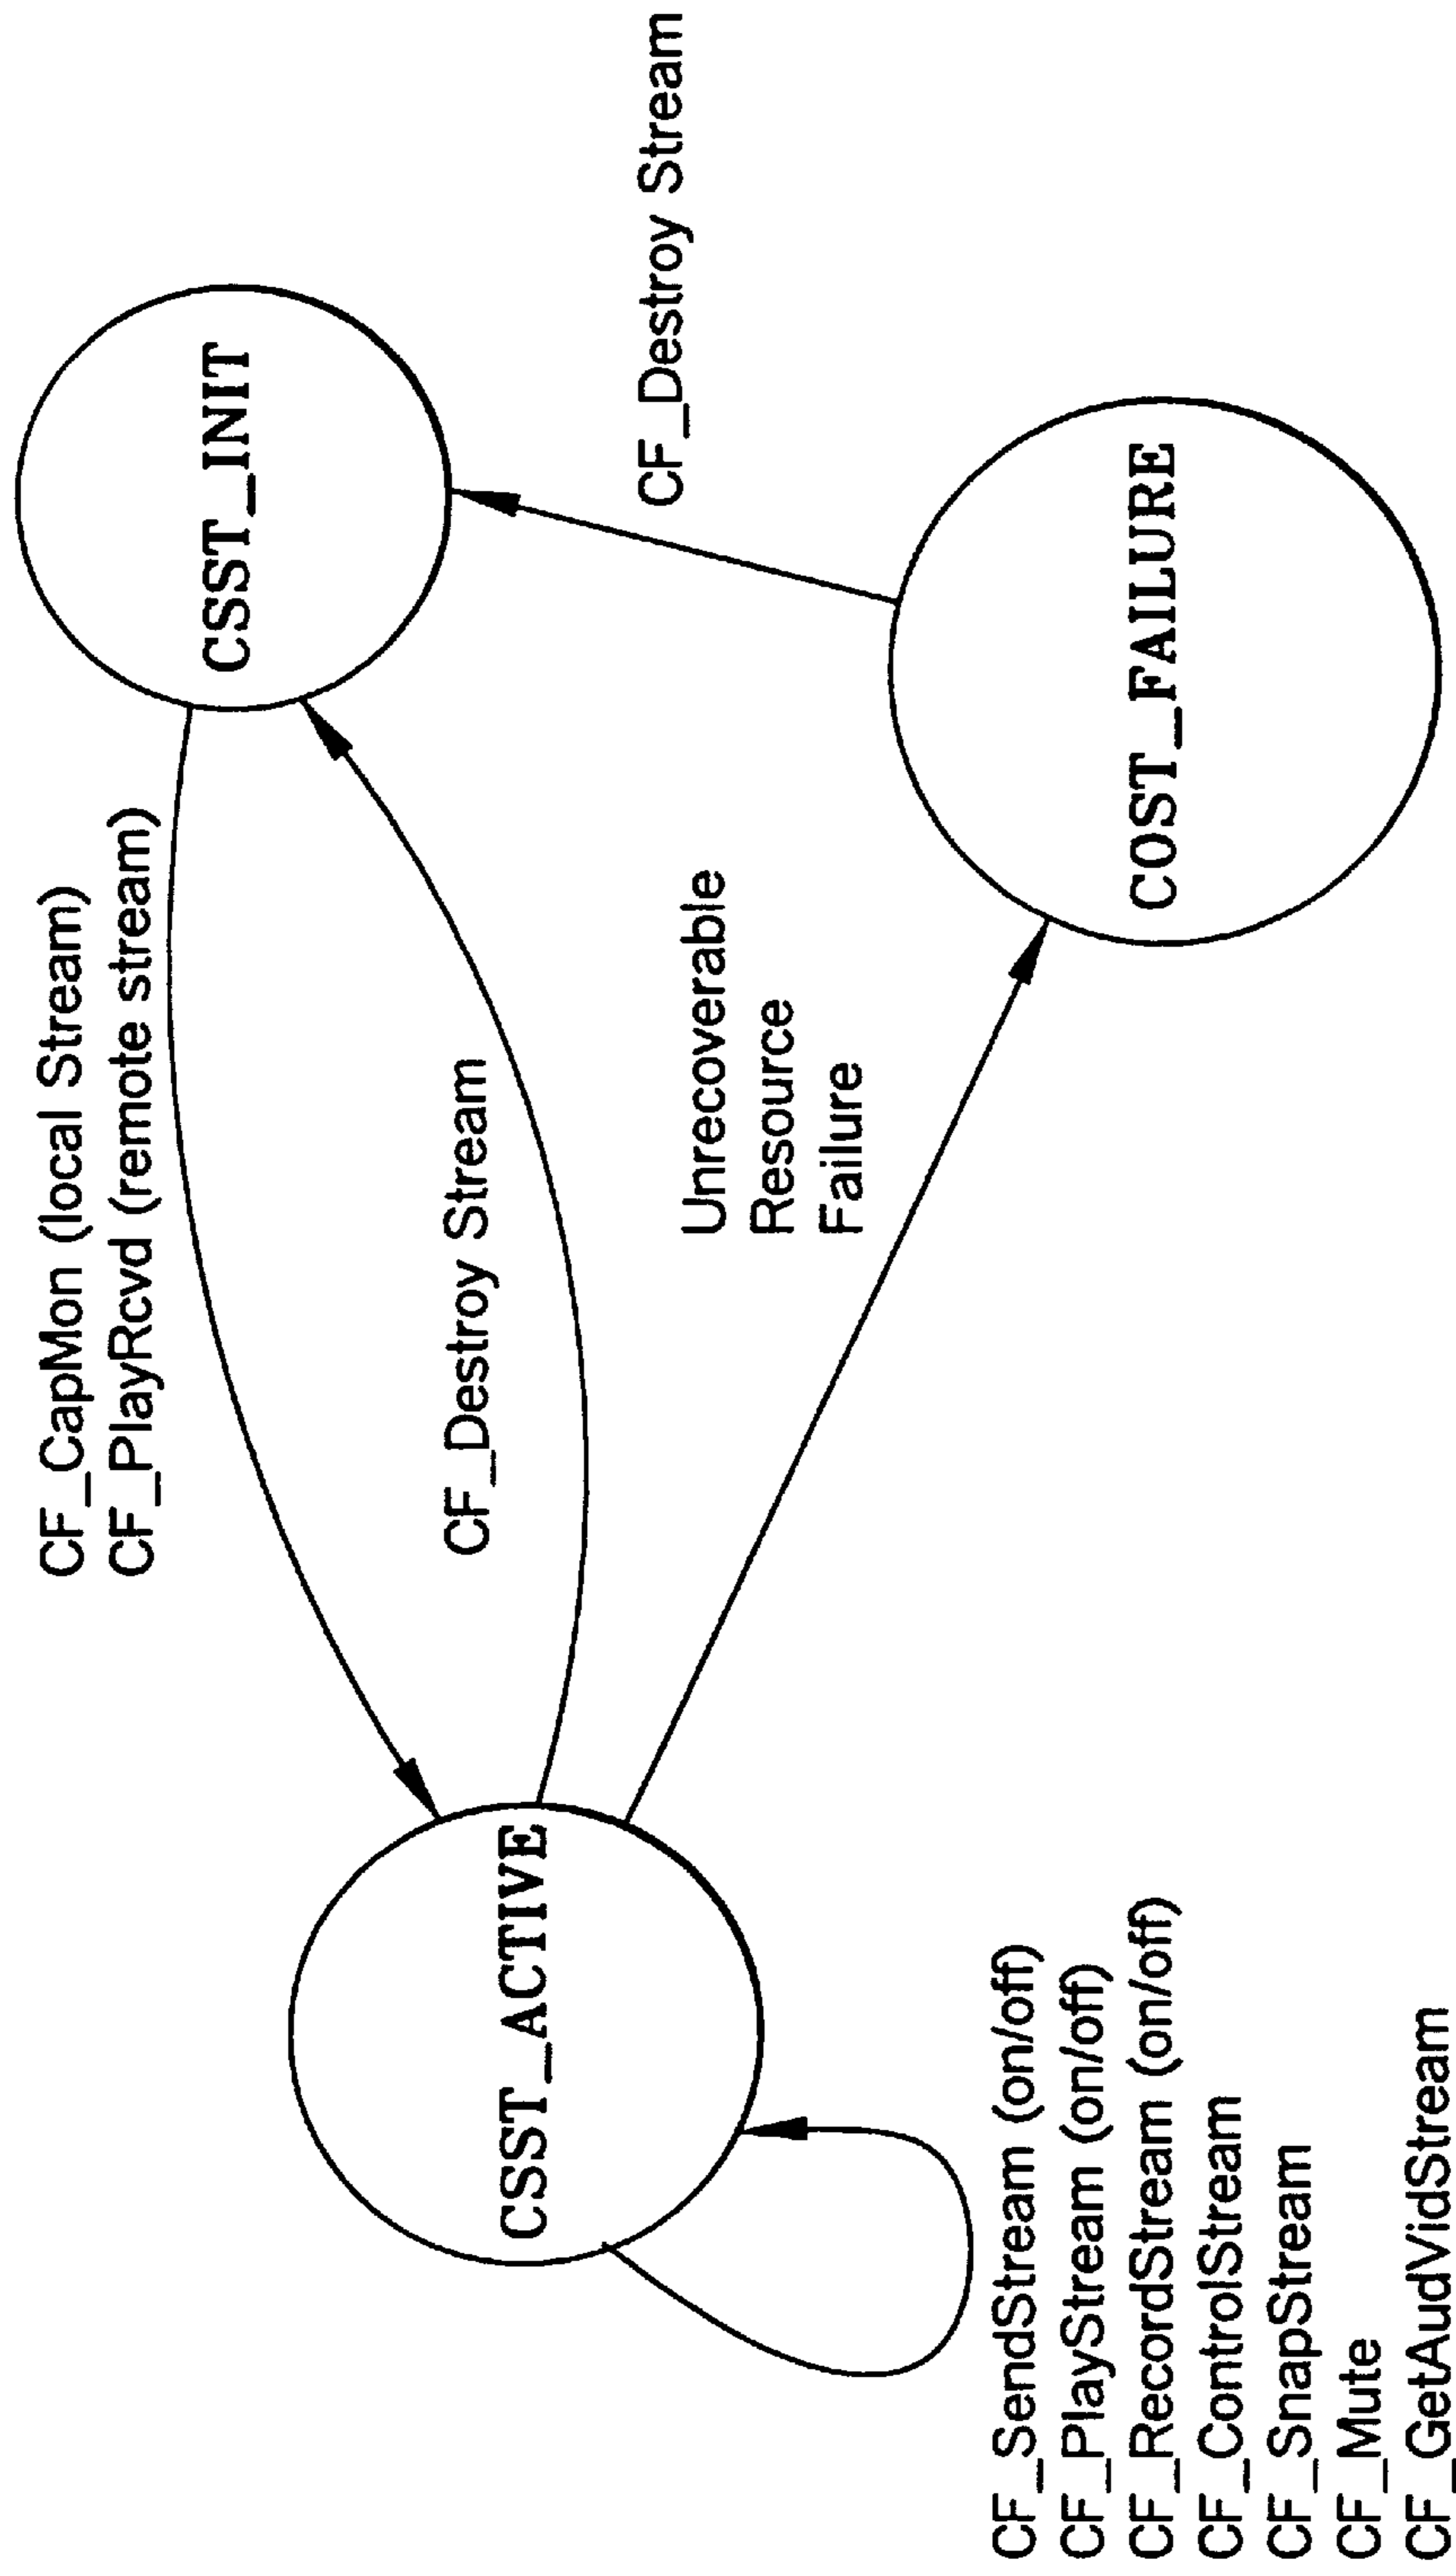 CF_CapMon (local Stream)
CF_PlayRcvd (remote stream)
CSST_INIT
CF_Destroy Stream
CSST_ACTIVE
CF_Destroy Stream
Unrecoverable
Resource
Failure
COST_FAILURE
CF_SendStream (on/off)
CF_PlayStream (on/off)
CF_RecordStream (on/off)
CF_ControlStream
CF_SnapStream
CF_Mute
CF_GetAudVidStream